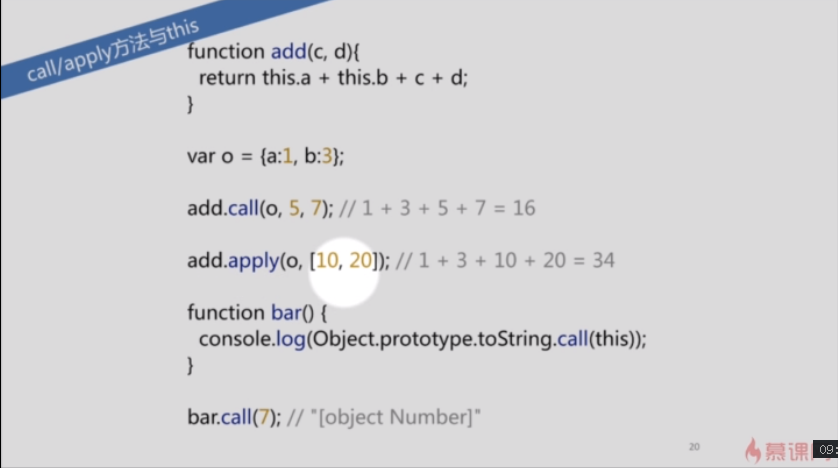 call/apply方法与this
function add(c, d){
return this.a + this.b + c + d;
}
var o = {a:1, b:3};
add.call(o, 5, 7); // 1 + 3 + 5 + 7 = 16
add.apply(o, [10, 20]); // 1 + 3 + 10 + 20 = 34
function bar() {
console.log(Object.prototype.toString.call(this));
}
bar.call(7); // "[object Number]"
20
慕课
09: